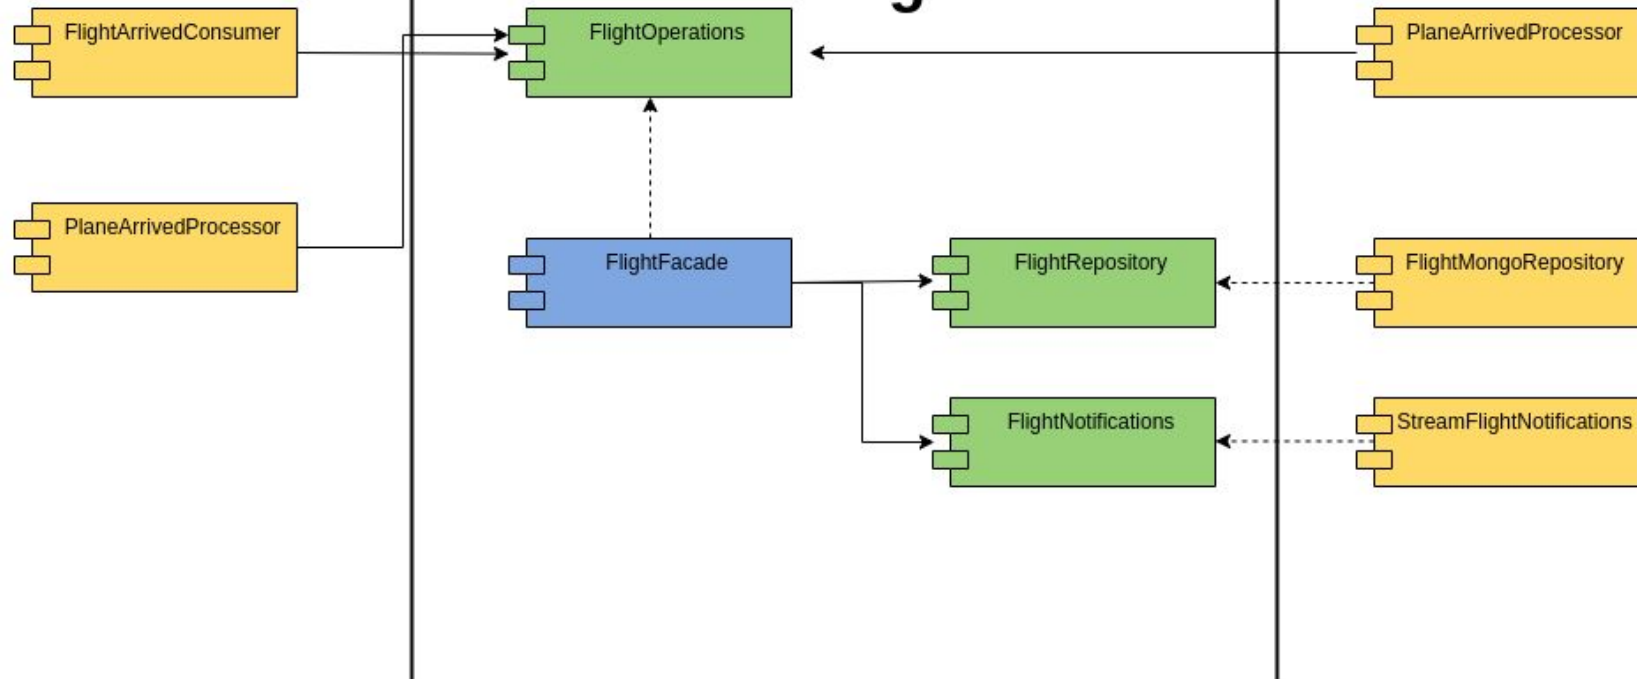 FlightArrivedConsumer
FlightOperations
PlaneArrivedProcessor
PlaneArrivedProcessor
FlightFacade
FlightRepository
FlightMongoRepository
FlightNotifications
StreamFlightNotifications